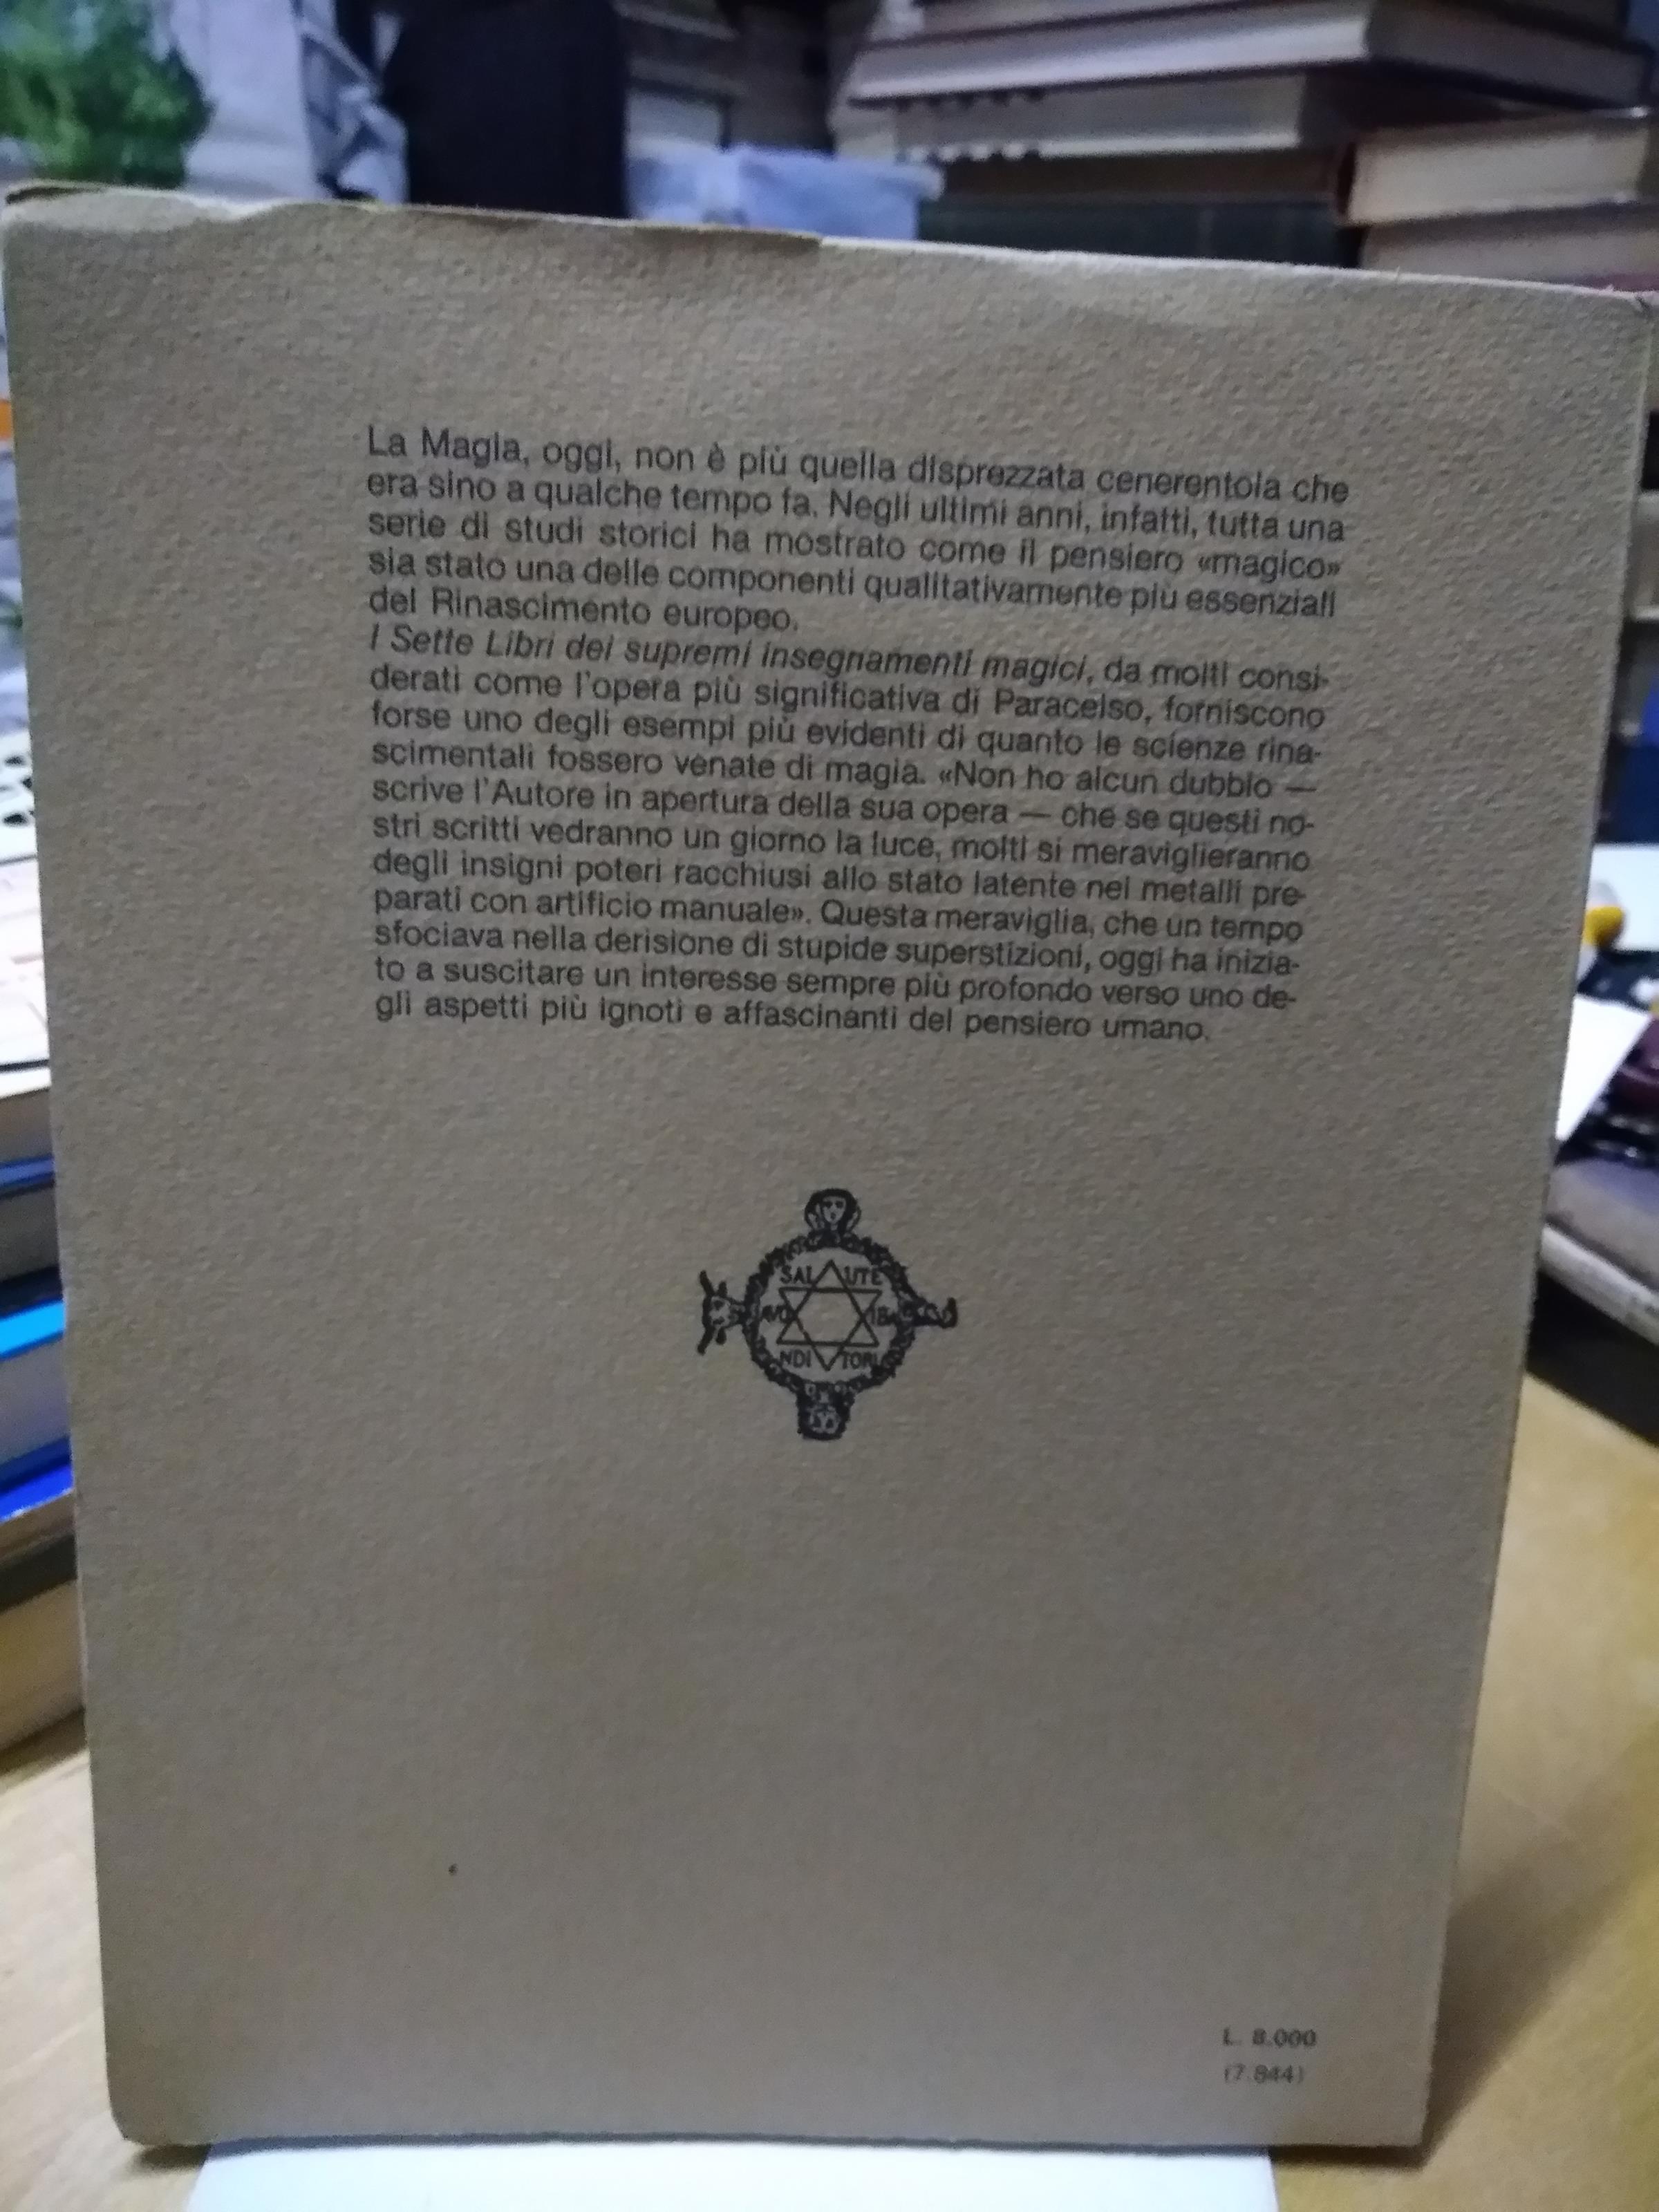 La Magia, oggi, non è più quella disprezzata cenerentola che
era sino a qualche tempo fa. Negli ultimi anni, infatti, tutta una
serie di studi storici ha mostrato come il pensiero «magico»
sia stato una delle componenti qualitativamente più essenziali
del Rinascimento europeo.
I Sette Libri dei supremi insegnamenti magici, da molti consi-
derati come l'opera più significativa di Paracelso, forniscono
forse uno degli esempi più evidenti di quanto le scienze rina-
scimentali fossero venate di magia. «Non ho alcun dubbio —
scrive l'Autore in apertura della sua opera — che se questi no-
stri scritti vedranno un giorno la luce, molti si meraviglieranno
degli insigni poteri racchiusi allo stato latente nei metalli pre-
parati con artificio manuale». Questa meraviglia, che un tempo
sfociava nella derisione di stupide superstizioni, oggi ha inizia-
to a suscitare un interesse sempre più profondo verso uno de-
gli aspetti più ignoti e affascinanti del pensiero umano.
SAL UTE
NDI TORI
L. 8.000
(7.844)